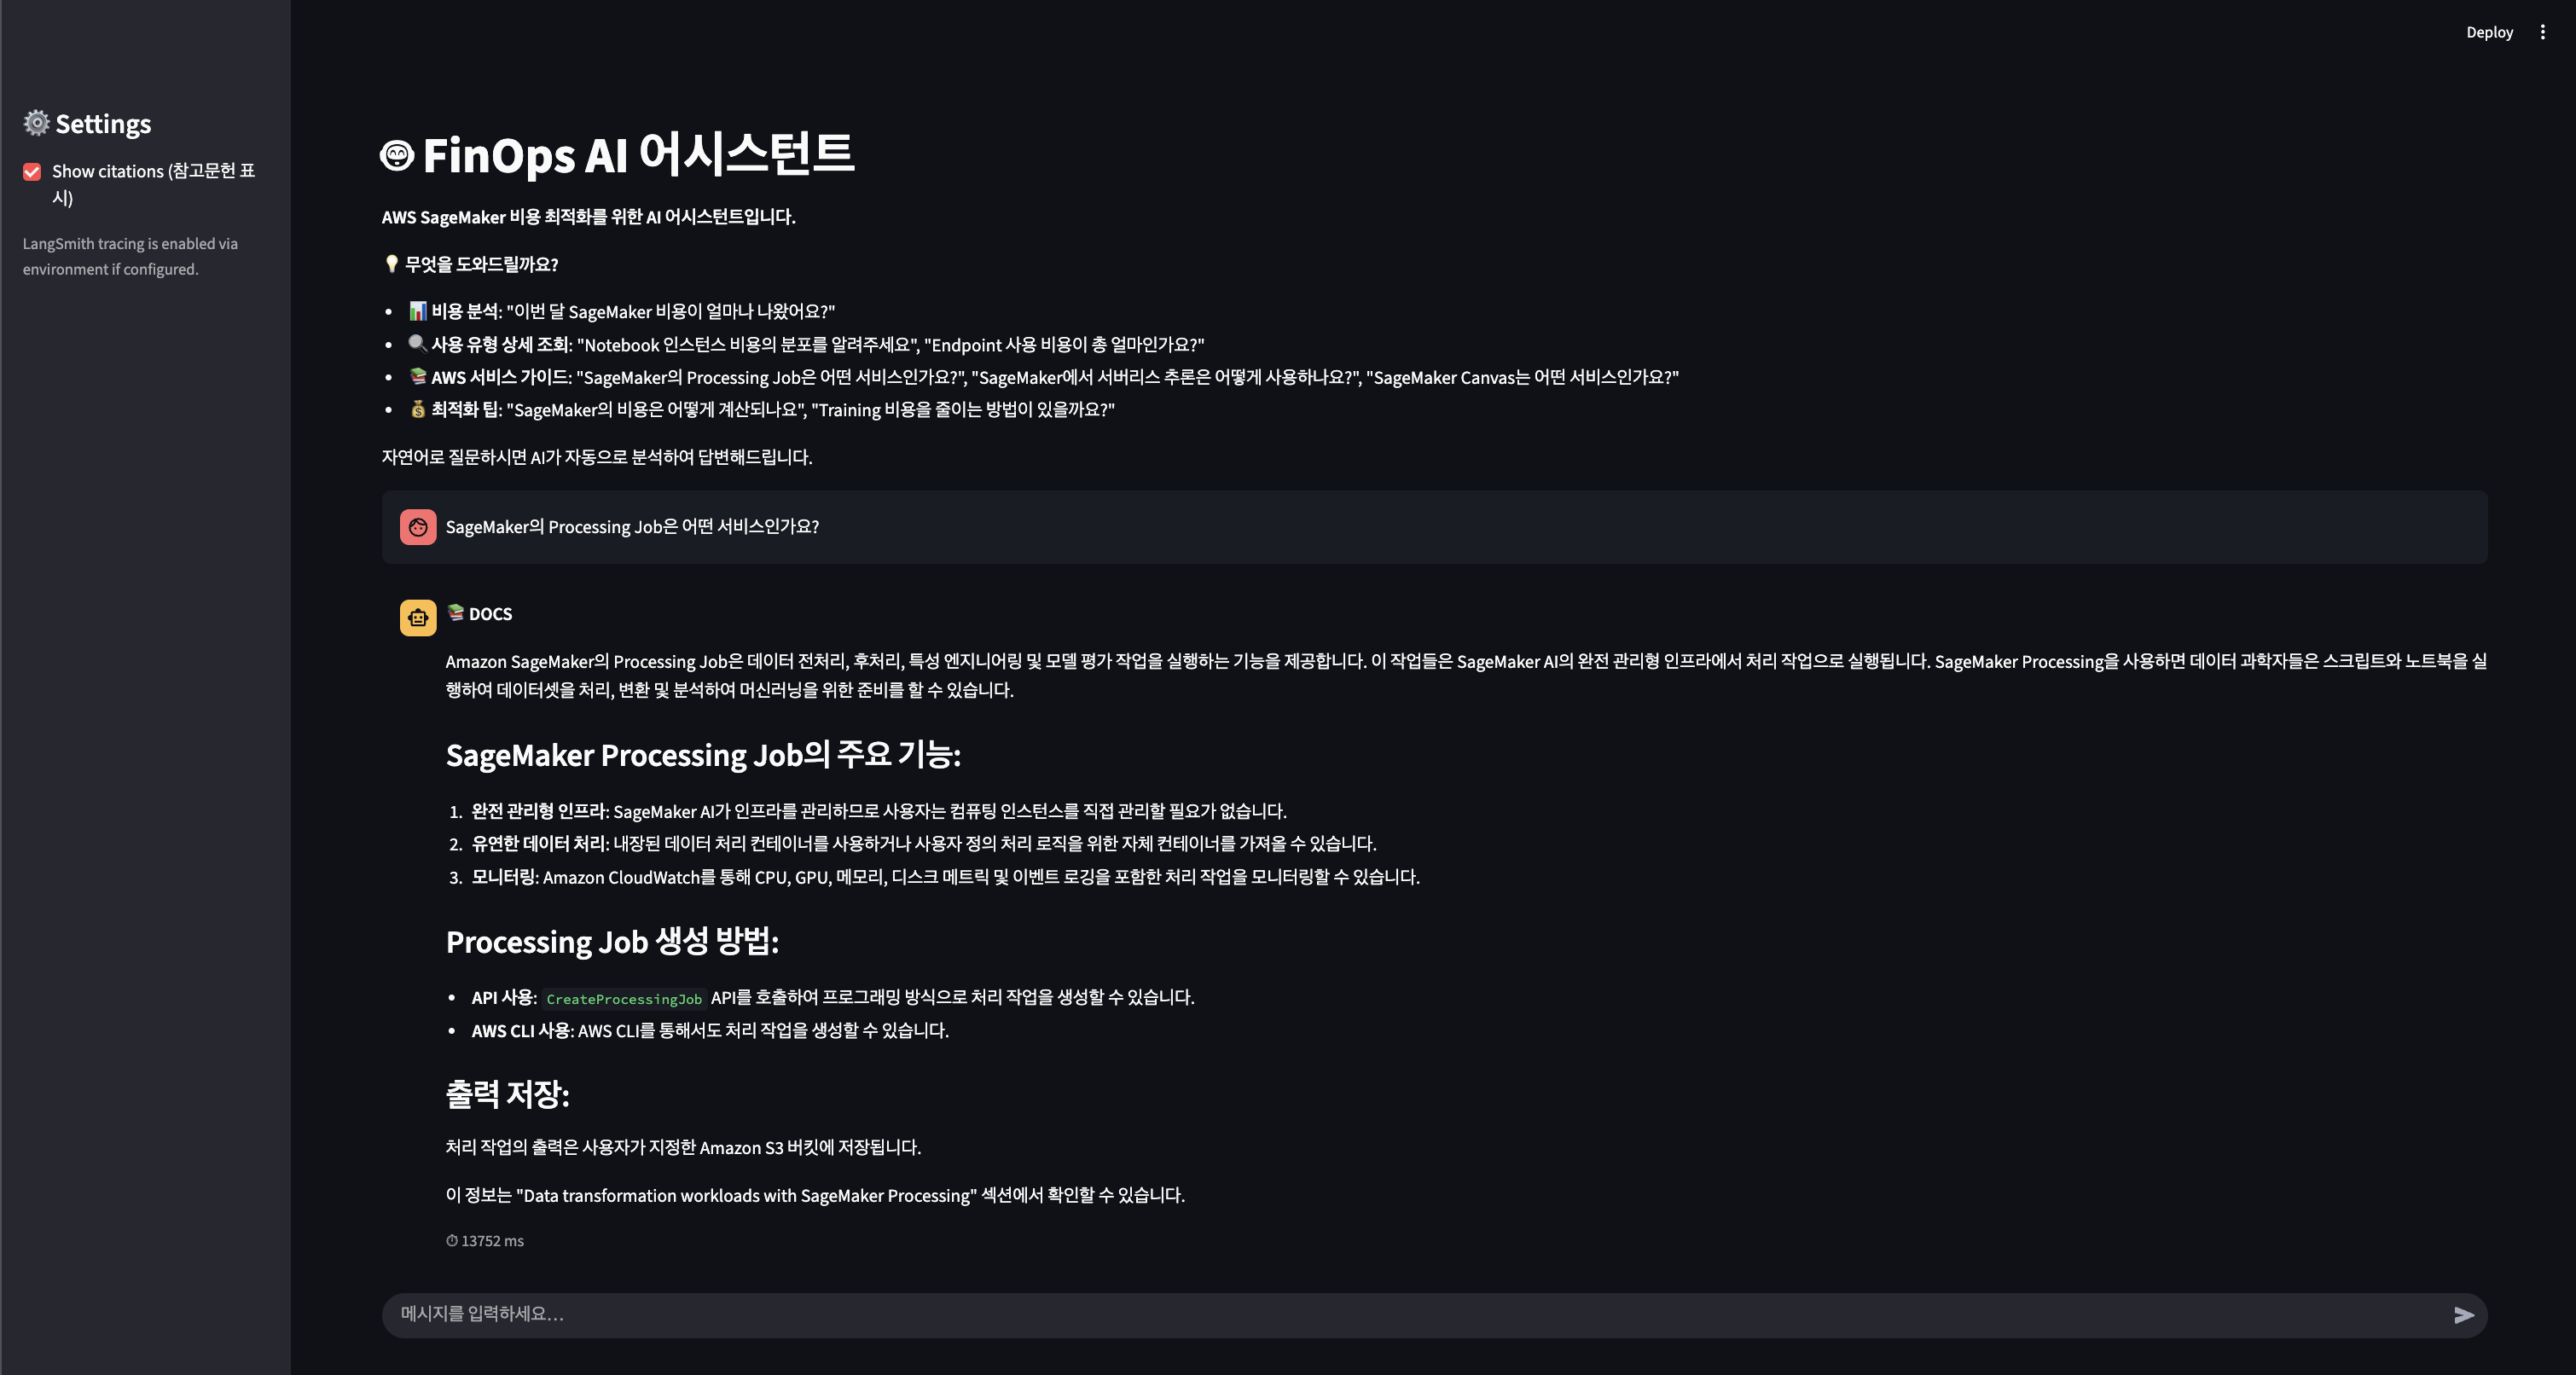 Deploy
Settings
Show citations (참고문헌 표
시)
LangSmith tracing is enabled via
environment if configured.
FinOps AI 어시스턴트
AWS SageMaker 비용 최적화를 위한 AI 어시스턴트입니다.
💡 무엇을 도와드릴까요?
• 📊 비용 분석: "이번 달 SageMaker 비용이 얼마나 나왔어요?"
• 🔍 사용 유형 상세 조회: "Notebook 인스턴스 비용의 분포를 알려주세요", "Endpoint 사용 비용이 총 얼마인가요?"
• 📚 AWS 서비스 가이드: "SageMaker의 Processing Job은 어떤 서비스인가요?", "SageMaker에서 서버리스 추론은 어떻게 사용하나요?", "SageMaker Canvas는 어떤 서비스인가요?"
• 💰 최적화 팁: "SageMaker의 비용은 어떻게 계산되나요", "Training 비용을 줄이는 방법이 있을까요?"
자연어로 질문하시면 AI가 자동으로 분석하여 답변해드립니다.
SageMaker의 Processing Job은 어떤 서비스인가요?
📚 DOCS
Amazon SageMaker의 Processing Job은 데이터 전처리, 후처리, 특성 엔지니어링 및 모델 평가 작업을 실행하는 기능을 제공합니다. 이 작업들은 SageMaker AI의 완전 관리형 인프라에서 처리 작업으로 실행됩니다. SageMaker Processing을 사용하면 데이터 과학자들은 스크립트와 노트북을 실
행하여 데이터셋을 처리, 변환 및 분석하여 머신러닝을 위한 준비를 할 수 있습니다.
SageMaker Processing Job의 주요 기능:
1. 완전 관리형 인프라: SageMaker AI가 인프라를 관리하므로 사용자는 컴퓨팅 인스턴스를 직접 관리할 필요가 없습니다.
2. 유연한 데이터 처리: 내장된 데이터 처리 컨테이너를 사용하거나 사용자 정의 처리 로직을 위한 자체 컨테이너를 가져올 수 있습니다.
3. 모니터링: Amazon CloudWatch를 통해 CPU, GPU, 메모리, 디스크 메트릭 및 이벤트 로깅을 포함한 처리 작업을 모니터링할 수 있습니다.
Processing Job 생성 방법:
• API 사용: CreateProcessingJob API를 호출하여 프로그래밍 방식으로 처리 작업을 생성할 수 있습니다.
• AWS CLI 사용: AWS CLI를 통해서도 처리 작업을 생성할 수 있습니다.
출력 저장:
처리 작업의 출력은 사용자가 지정한 Amazon S3 버킷에 저장됩니다.
이 정보는 "Data transformation workloads with SageMaker Processing" 섹션에서 확인할 수 있습니다.
⏱ 13752 ms
메시지를 입력하세요...